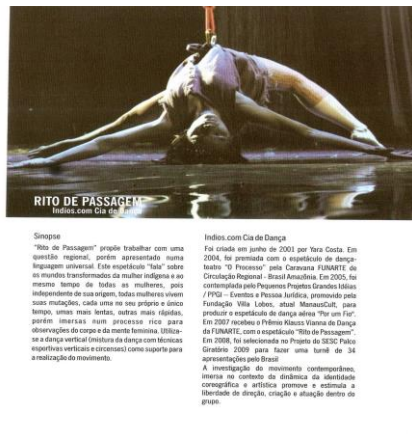 RITO DE PASSAGEM
Indios.com Cia de Dança
Sinopse
"Rito de Passagem" propõe trabalhar com uma
questão regional, porém apresentado numa
linguagem universal. Este espetáculo "fala" sobre
os mundos transformados da mulher indígena e ao
mesmo tempo de todas as mulheres, pois
independente de sua origem, todas mulheres vivem
suas mutações, cada uma no seu próprio e único
tempo, umas mais lentas, outras mais rápidas,
porém imersas num processo rico para
observações do corpo e da mente feminina. Utiliza-
se a dança vertical (mistura da dança com técnicas
esportivas verticais e circenses) como suporte para
a realização do movimento.
Indios.com Cia de Dança
Foi criada em junho de 2001 por Yara Costa. Em
2004, foi premiada com o espetáculo de dança-
teatro "O Processo" pela Caravana FUNARTE de
Circulação Regional - Brasil Amazônia. Em 2005, foi
contemplada pelo Pequenos Projetos Grandes Idéias
/ PPGI – Eventos e Pessoa Jurídica, promovido pela
Fundação Villa Lobos, atual ManausCult, para
produzir o espetáculo de dança aérea "Por um Fio".
Em 2007 recebeu o Prêmio Klauss Vianna de Dança
da FUNARTE, com o espetáculo "Rito de Passagem".
Em 2008, foi selecionada no Projeto do SESC Palco
Giratório 2009 para fazer uma turnê de 34
apresentações pelo Brasil
A investigação do movimento contemporâneo,
imersa no contexto da dinâmica da identidade
coreográfica e artística promove e estimula a
liberdade de direção, criação e atuação dentro do
grupo.